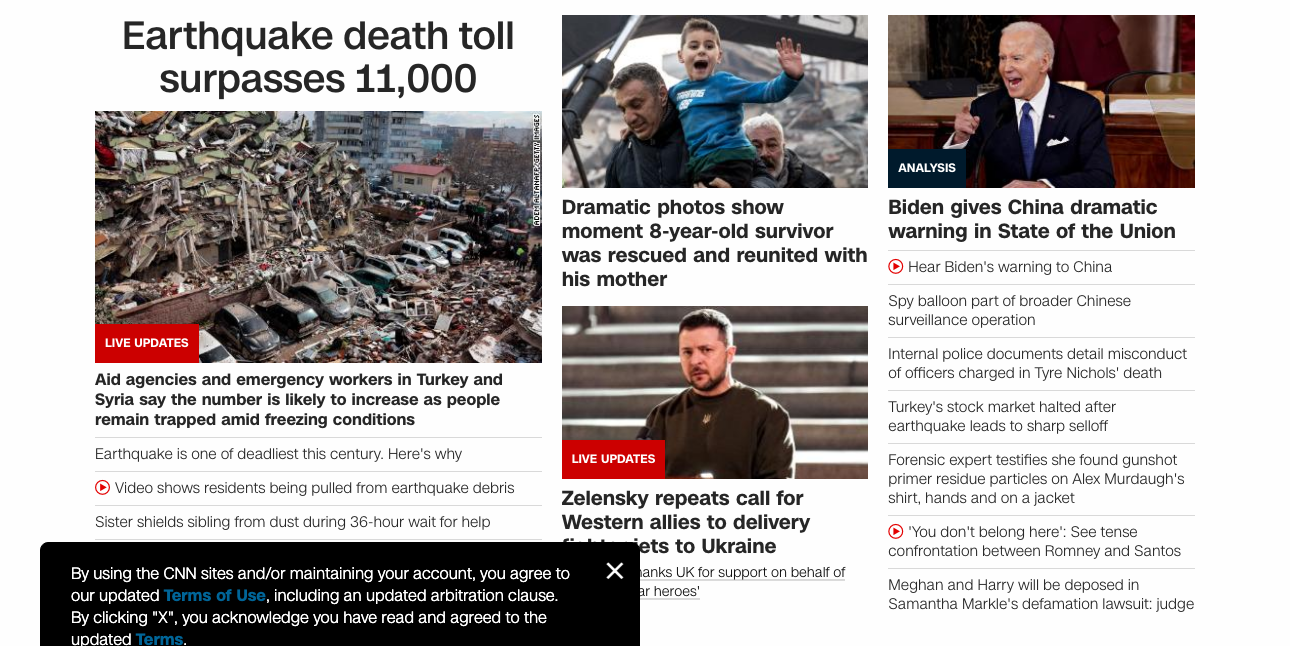 Earthquake death toll
surpasses 11,000
ADEM ALTAN/AFP/GETTY IMAGES
LIVE UPDATES
Aid agencies and emergency workers in Turkey and
Syria say the number is likely to increase as people
remain trapped amid freezing conditions
Earthquake is one of deadliest this century. Here's why
Video shows residents being pulled from earthquake debris
Sister shields sibling from dust during 36-hour wait for help
Dramatic photos show
moment 8-year-old survivor
was rescued and reunited with
his mother
LIVE UPDATES
Zelensky repeats call for
Western allies to delivery
jets to Ukraine
hanks UK for support on behalf of
ar heroes'
ANALYSIS
Biden gives China dramatic
warning in State of the Union
Hear Biden's warning to China
Spy balloon part of broader Chinese
surveillance operation
Internal police documents detail misconduct
of officers charged in Tyre Nichols' death
Turkey's stock market halted after
earthquake leads to sharp selloff
Forensic expert testifies she found gunshot
primer residue particles on Alex Murdaugh's
shirt, hands and on a jacket
'You don't belong here': See tense
confrontation between Romney and Santos
Meghan and Harry will be deposed in
Samantha Markle's defamation lawsuit: judge
By using the CNN sites and/or maintaining your account, you agree to
our updated Terms of Use, including an updated arbitration clause.
By clicking "X", you acknowledge you have read and agreed to the
updated Terms.